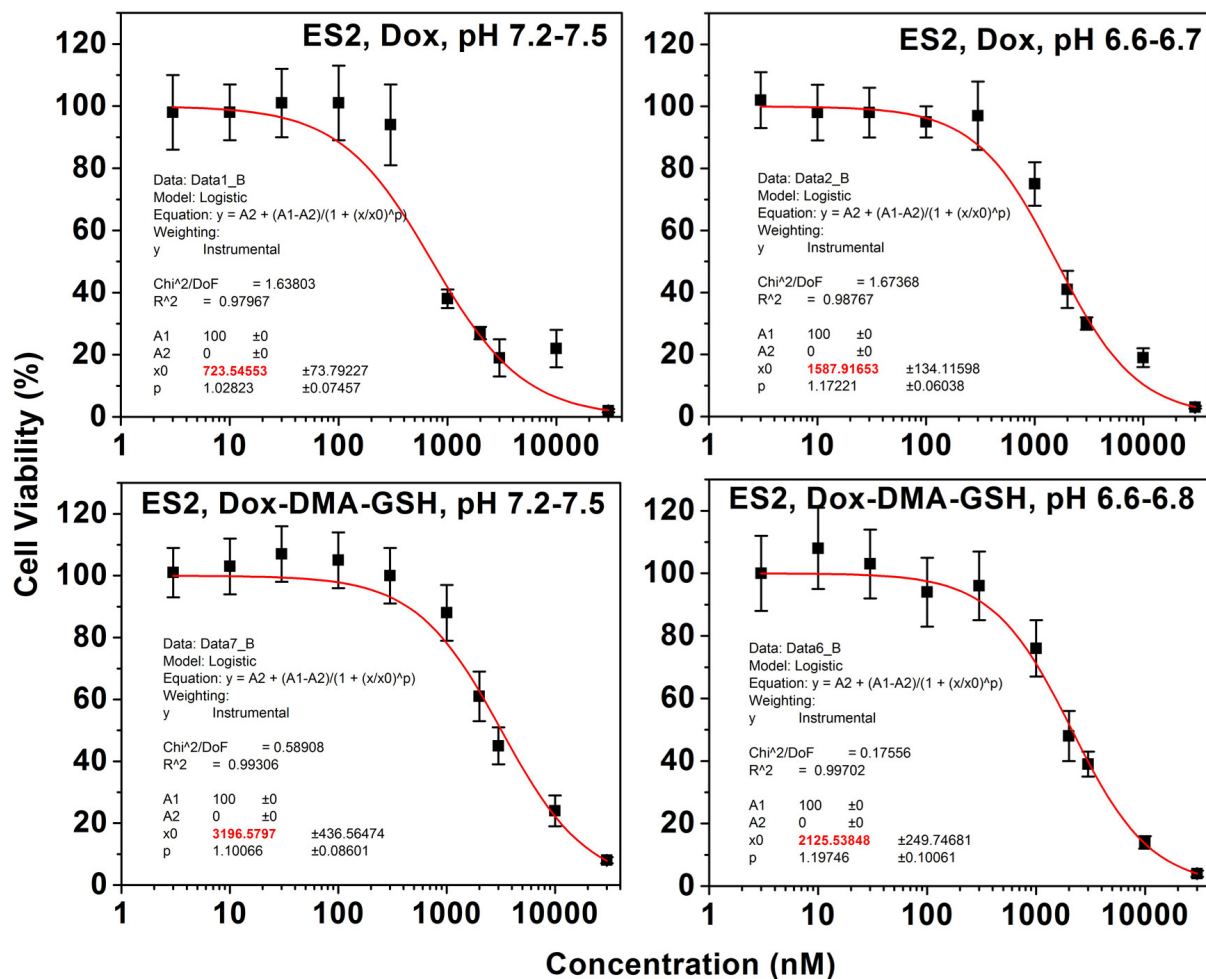 ES2, Dox, pH 7.2-7.5
120
100
80
60
40
20
0
Data: Data1_B
Model: Logistic
Equation: y = A2 + (A1-A2)/(1 + (x/x0)^p)
Weighting:
y Instrumental
Chi^2/DoF = 1.63803
R^2 = 0.97967
A1 100 ±0
A2 0 ±0
x0 723.54553 ±73.79227
p 1.02823 ±0.07457
1 10 100 1000 10000
ES2, Dox, pH 6.6-6.7
120
100
80
60
40
20
0
Data: Data2_B
Model: Logistic
Equation: y = A2 + (A1-A2)/(1 + (x/x0)^p)
Weighting:
y Instrumental
Chi^2/DoF = 1.67368
R^2 = 0.98767
A1 100 ±0
A2 0 ±0
x0 1587.91653 ±134.11598
p 1.17221 ±0.06038
1 10 100 1000 10000
Cell Viability (%)
ES2, Dox-DMA-GSH, pH 7.2-7.5
120
100
80
60
40
20
0
Data: Data7_B
Model: Logistic
Equation: y = A2 + (A1-A2)/(1 + (x/x0)^p)
Weighting:
y Instrumental
Chi^2/DoF = 0.58908
R^2 = 0.99306
A1 100 ±0
A2 0 ±0
x0 3196.5797 ±436.56474
p 1.10066 ±0.08601
1 10 100 1000 10000
ES2, Dox-DMA-GSH, pH 6.6-6.8
120
100
80
60
40
20
0
Data: Data6_B
Model: Logistic
Equation: y = A2 + (A1-A2)/(1 + (x/x0)^p)
Weighting:
y Instrumental
Chi^2/DoF = 0.17556
R^2 = 0.99702
A1 100 ±0
A2 0 ±0
x0 2125.53848 ±249.74681
p 1.19746 ±0.10061
1 10 100 1000 10000
Concentration (nM)